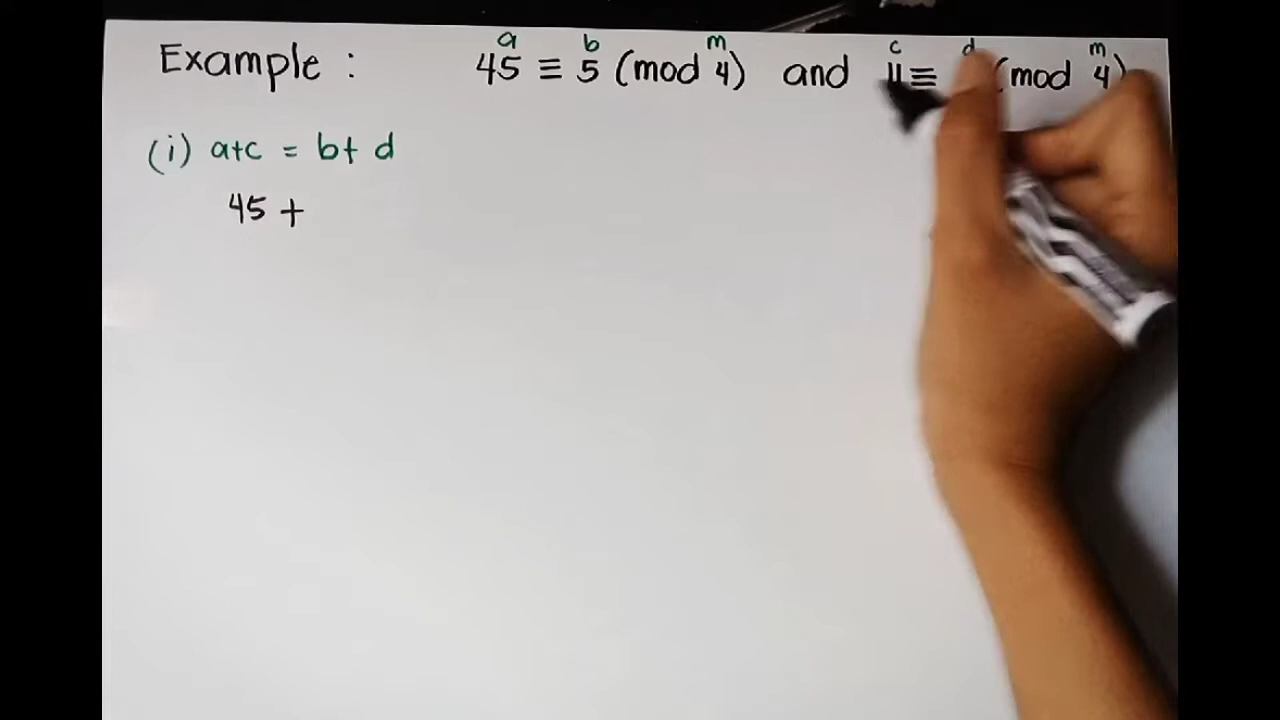 a b m c d m
Example : 45 ≡ 5 (mod 4) and 11 ≡ (mod 4)
(i) a+c = b+ d
45 +